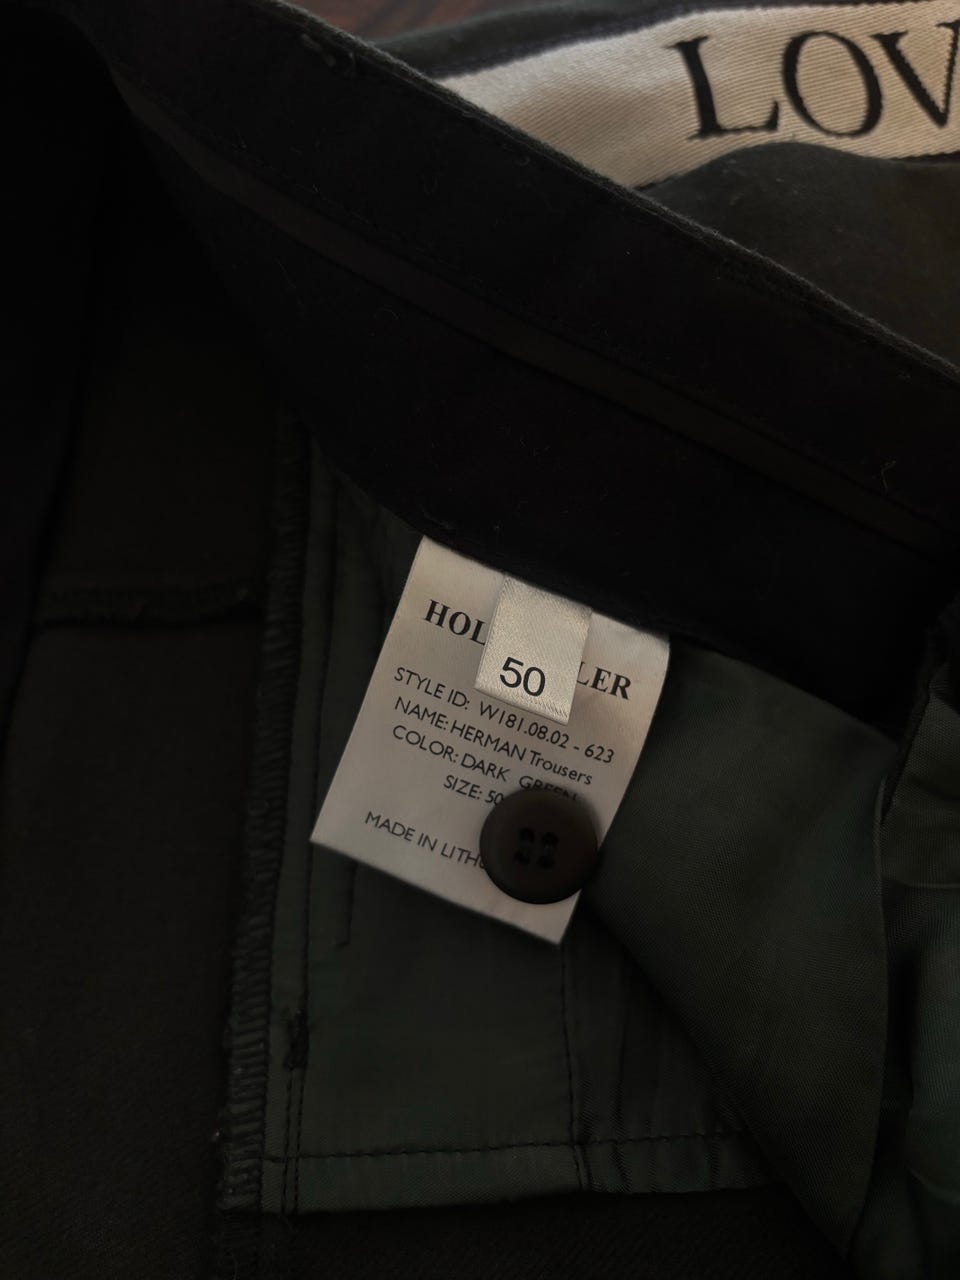 LOV
HOL LER
50
STYLE ID: W181.08.02 - 623
NAME: HERMAN Trousers
COLOR: DARK GREEN
SIZE: 50
MADE IN LITHU